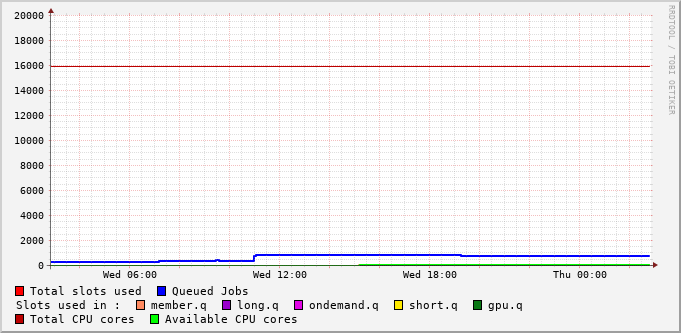 20000
18000
16000
14000
12000
10000
8000
6000
4000
2000
0
Wed 06:00 Wed 12:00 Wed 18:00 Thu 00:00
Total slots used Queued Jobs
Slots used in : member.q long.q ondemand.q short.q gpu.q
Total CPU cores Available CPU cores
RRDTOOL / TOBI OETIKER